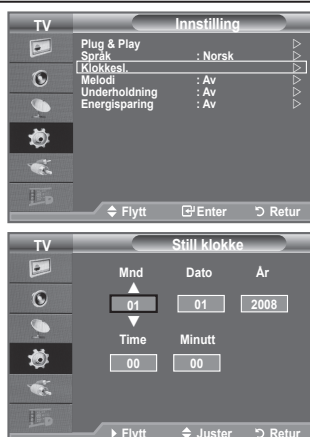 TV Innstilling
Plug & Play
Språk : Norsk
Klokkesl.
Melodi : Av
Underholdning : Av
Energisparing : Av
Flytt Enter Retur
TV Still klokke
Mnd Dato År
01 01 2008
Time Minutt
00 00
Flytt Juster Retur